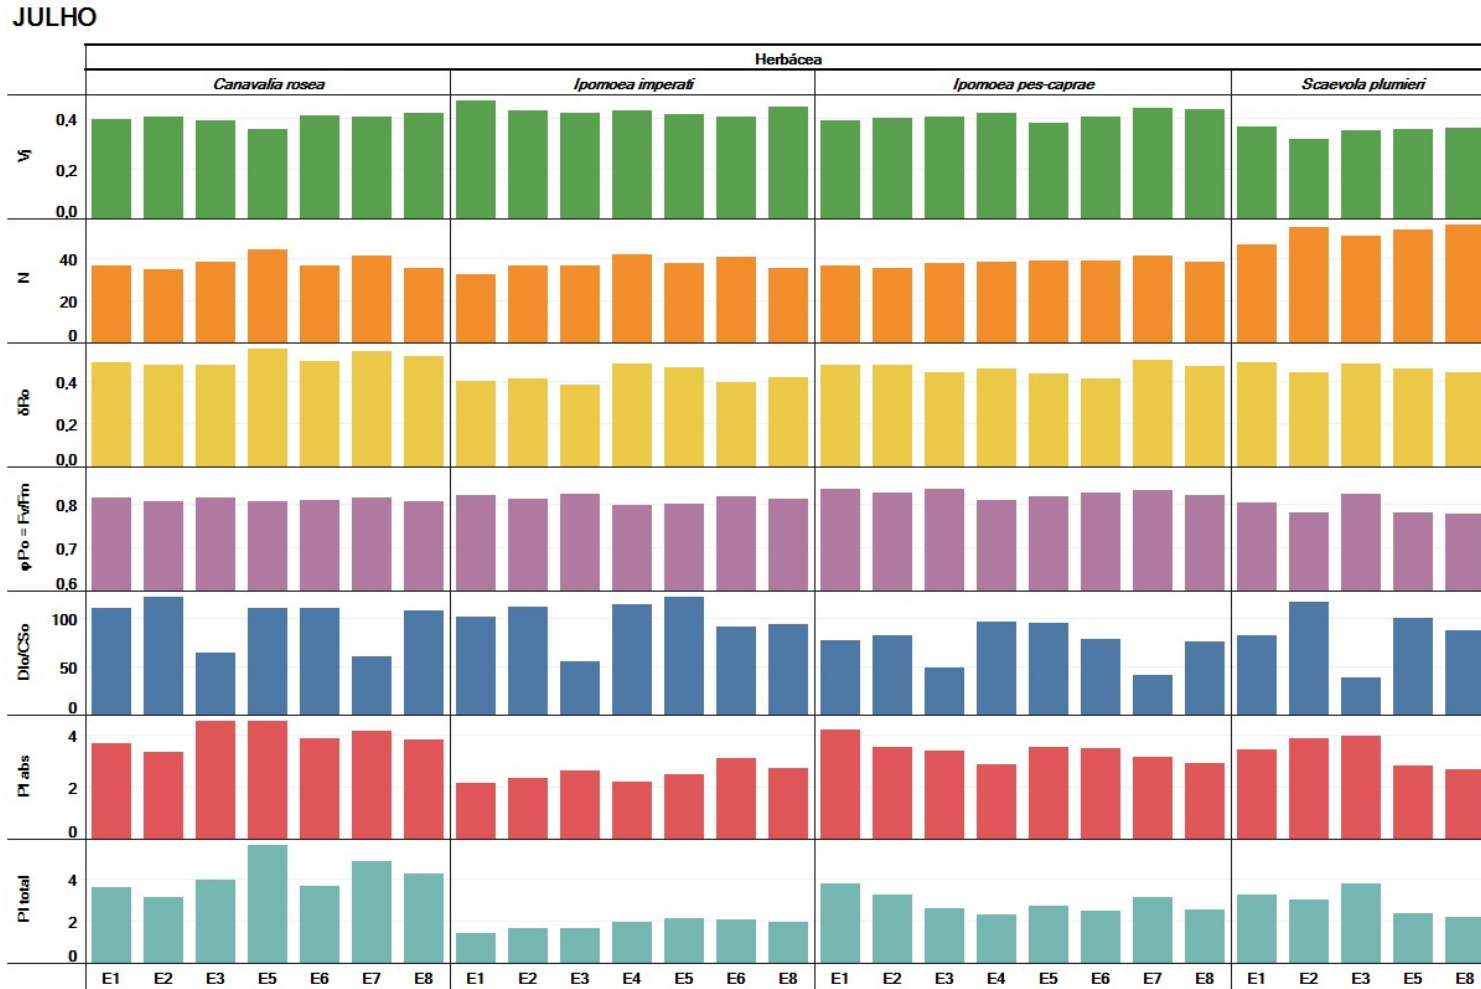 JULHO
Herbácea
Canavalia rosea Ipomoea imperati Ipomoea pes-caprae Scaevola plumieri
Vj
0,4
0,2
0,0
N
40
20
0
δRo
0,4
0,2
0,0
φPo = Fv/Fm
0,8
0,7
0,6
DIo/CSo
100
50
0
PI abs
4
2
0
PI total
4
2
0
E1 E2 E3 E5 E6 E7 E8 E1 E2 E3 E4 E5 E6 E8 E1 E2 E3 E4 E5 E6 E7 E8 E1 E2 E3 E5 E8